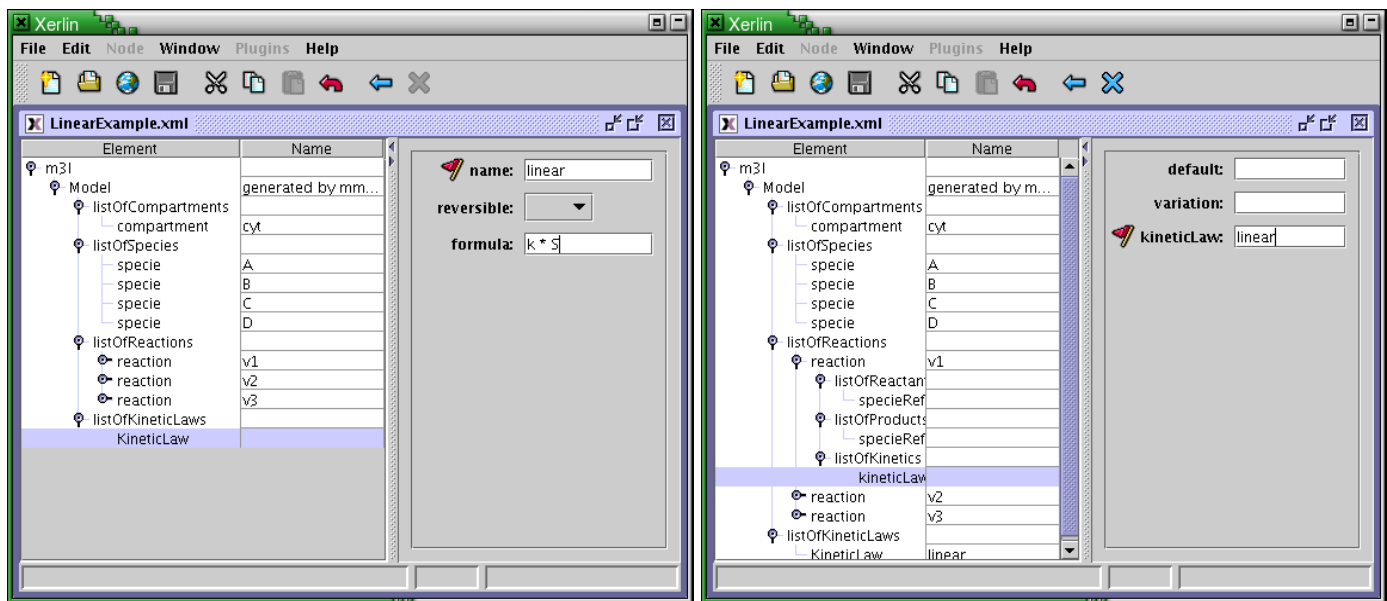 Xerlin
File Edit Node Window Plugins Help
LinearExample.xml
Element Name
m3l
Model generated by mm...
listOfCompartments
compartment cyt
listOfSpecies
specie A
specie B
specie C
specie D
listOfReactions
reaction v1
reaction v2
reaction v3
listOfKineticLaws
KineticLaw
name: linear
reversible:
formula: k * S
Xerlin
File Edit Node Window Plugins Help
LinearExample.xml
Element Name
m3l
Model generated by m...
listOfCompartments
compartment cyt
listOfSpecies
specie A
specie B
specie C
specie D
listOfReactions
reaction v1
listOfReactan
specieRef
listOfProducts
specieRef
listOfKinetics
kineticLaw
reaction v2
reaction v3
listOfKineticLaws
KineticLaw linear
default:
variation:
kineticLaw: linear